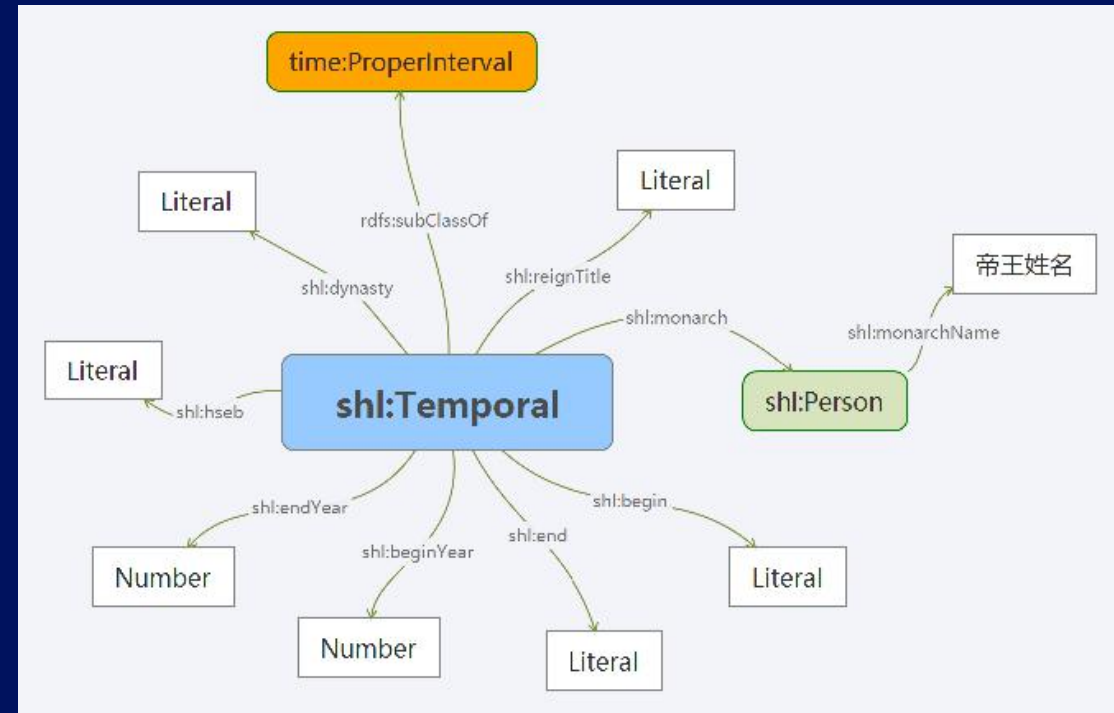 time:ProperInterval
Literal
Literal
rdfs:subClassOf
帝王姓名
shl:reignTitle
shl:dynasty
shl:monarch
shl:monarchName
Literal
shl:hseb
shl:Temporal
shl:Person
shl:endYear
shl:begin
shl:end
shl:beginYear
Number
Literal
Number
Literal